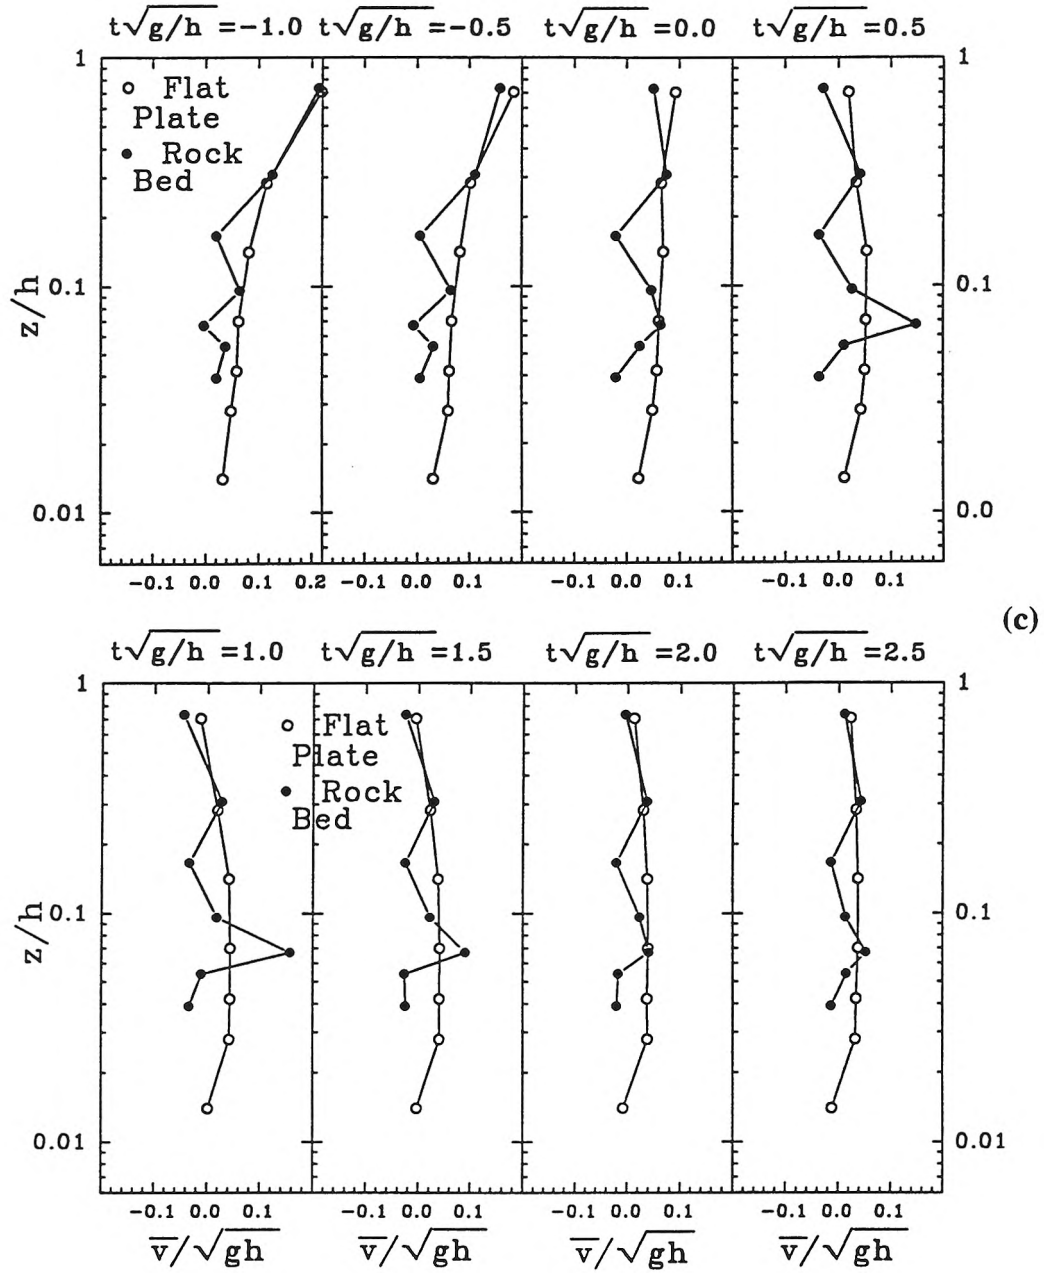 t√g/h =−1.0 t√g/h =−0.5 t√g/h =0.0 t√g/h =0.5
1 1
○ Flat
Plate
● Rock
Bed
z/h
0.1 0.1
0.01 0.0
−0.1 0.0 0.1 0.2 −0.1 0.0 0.1 −0.1 0.0 0.1 −0.1 0.0 0.1
(c)
t√g/h =1.0 t√g/h =1.5 t√g/h =2.0 t√g/h =2.5
1 1
○ Flat
Plate
● Rock
Bed
z/h
0.1 0.1
0.01 0.01
−0.1 0.0 0.1 −0.1 0.0 0.1 −0.1 0.0 0.1 −0.1 0.0 0.1
v̅/√gh v̅/√gh v̅/√gh v̅/√gh